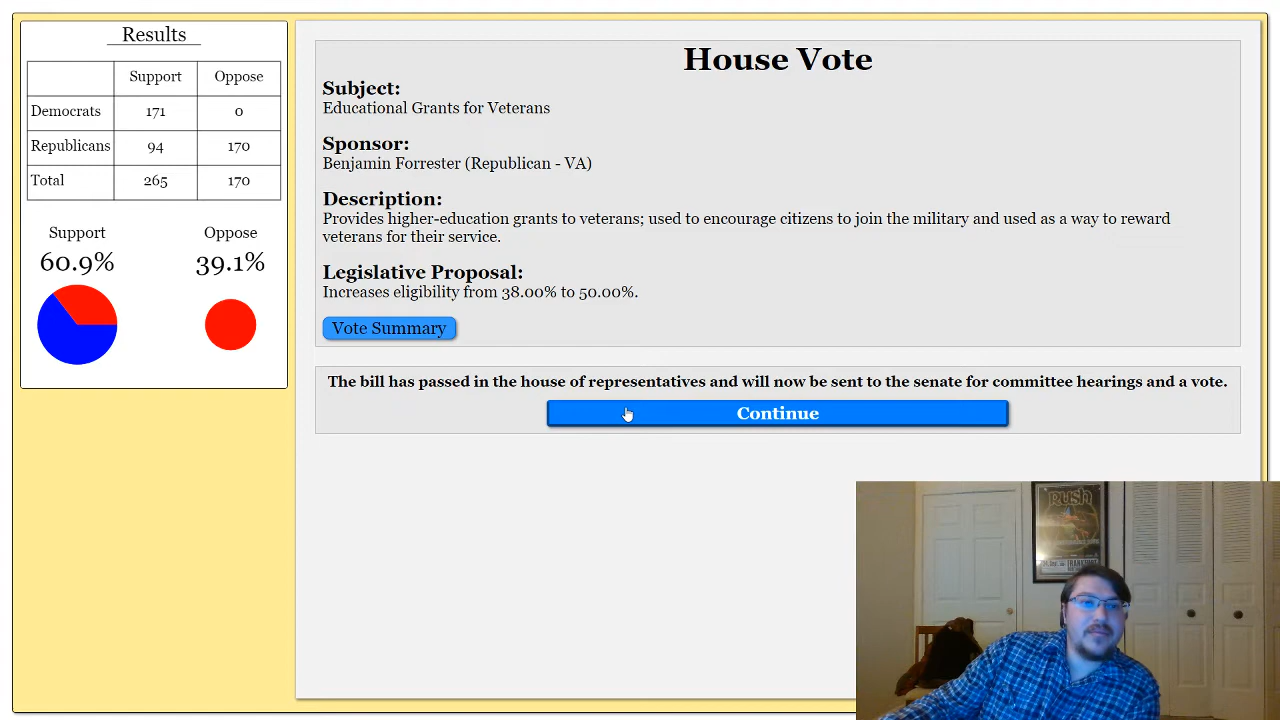 Results
Support Oppose
Democrats 171 0
Republicans 94 170
Total 265 170
Support Oppose
60.9% 39.1%
House Vote
Subject:
Educational Grants for Veterans
Sponsor:
Benjamin Forrester (Republican - VA)
Description:
Provides higher-education grants to veterans; used to encourage citizens to join the military and used as a way to reward
veterans for their service.
Legislative Proposal:
Increases eligibility from 38.00% to 50.00%.
Vote Summary
The bill has passed in the house of representatives and will now be sent to the senate for committee hearings and a vote.
Continue
RUSH